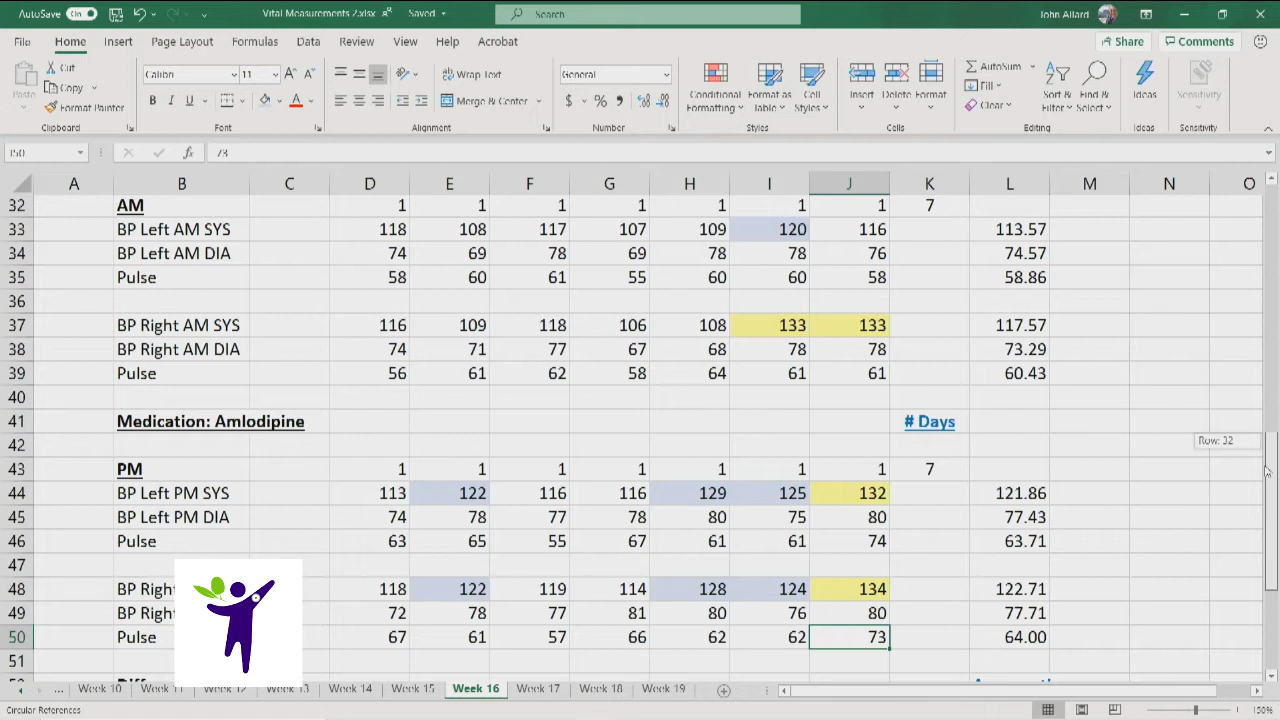 AutoSave On Vital Measurements 2.xlsx Saved Search John Allard
File Home Insert Page Layout Formulas Data Review View Help Acrobat Share Comments
Cut Calibri 11 Wrap Text General AutoSum
Copy Fill
Paste Format Painter Merge & Center Conditional Formatting Format as Table Cell Styles Insert Delete Format Clear Sort & Filter Find & Select Ideas Sensitivity
Clipboard Font Alignment Number Styles Cells Editing Ideas Sensitivity
J50 fx 73
A B C D E F G H I J K L M N O
32 AM 1 1 1 1 1 1 1 7
33 BP Left AM SYS 118 108 117 107 109 120 116 113.57
34 BP Left AM DIA 74 69 78 69 78 78 76 74.57
35 Pulse 58 60 61 55 60 60 58 58.86
36
37 BP Right AM SYS 116 109 118 106 108 133 133 117.57
38 BP Right AM DIA 74 71 77 67 68 78 78 73.29
39 Pulse 56 61 62 58 64 61 61 60.43
40
41 Medication: Amlodipine # Days
42 Row: 32
43 PM 1 1 1 1 1 1 1 7
44 BP Left PM SYS 113 122 116 116 129 125 132 121.86
45 BP Left PM DIA 74 78 77 78 80 75 80 77.43
46 Pulse 63 65 55 67 61 61 74 63.71
47
48 BP Right 118 122 119 114 128 124 134 122.71
49 BP Right 72 78 77 81 80 76 80 77.71
50 Pulse 67 61 57 66 62 62 73 64.00
51
... Week 10 Week 11 Week 12 Week 13 Week 14 Week 15 Week 16 Week 17 Week 18 Week 19
Circular References 150%